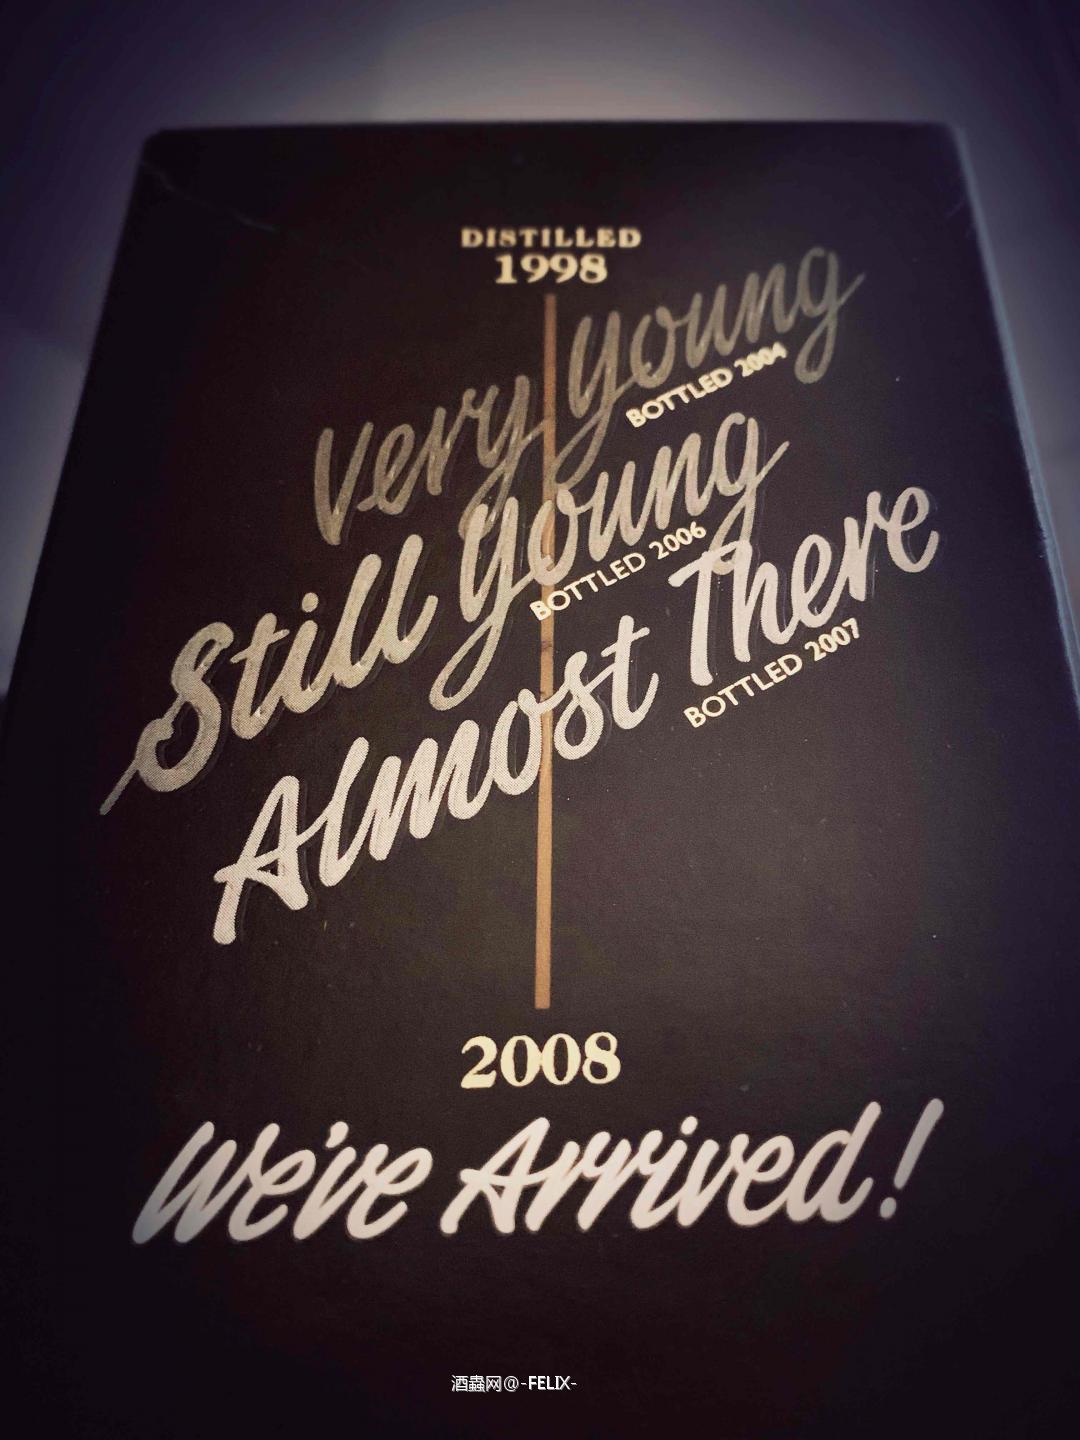 DISTILLED
1998
Very Young
BOTTLED 2004
Still Young
BOTTLED 2006
Almost There
BOTTLED 2007
2008
We've Arrived!
酒蟲网@-FELIX-